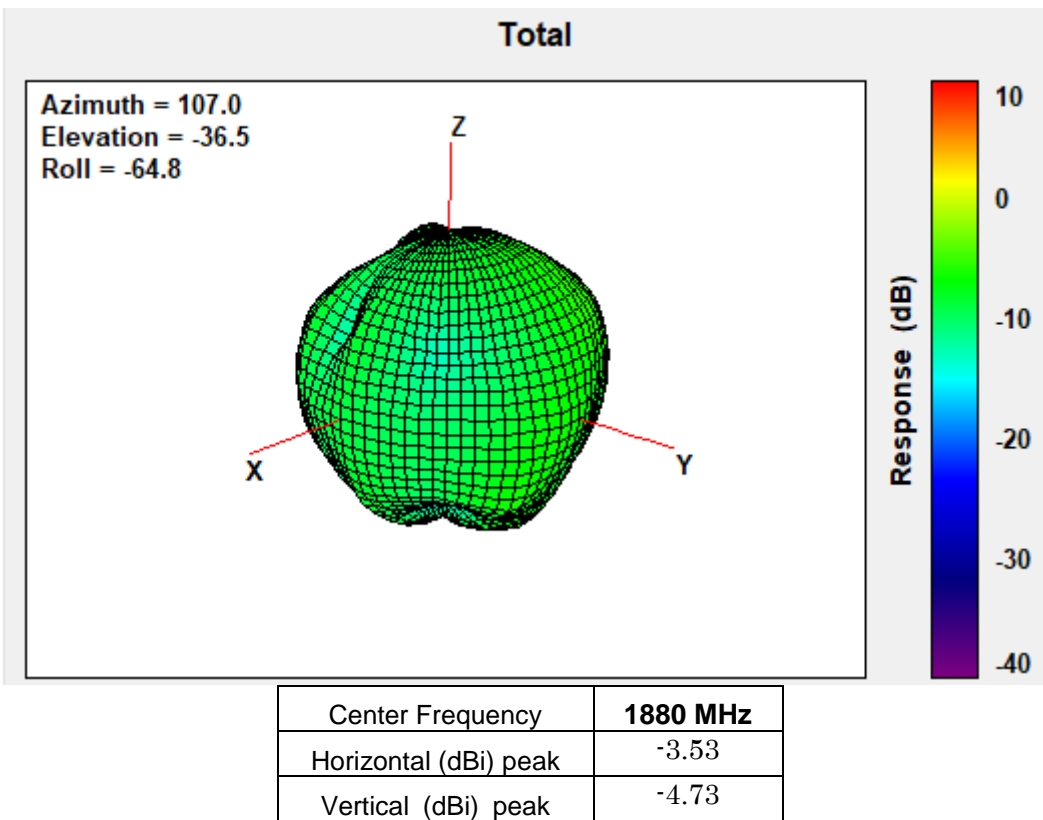 Total
Azimuth = 107.0
Elevation = -36.5
Roll = -64.8
Z
X
Y
10
0
-10
-20
-30
-40
Response (dB)
Center Frequency 1880 MHz
Horizontal (dBi) peak -3.53
Vertical (dBi) peak -4.73